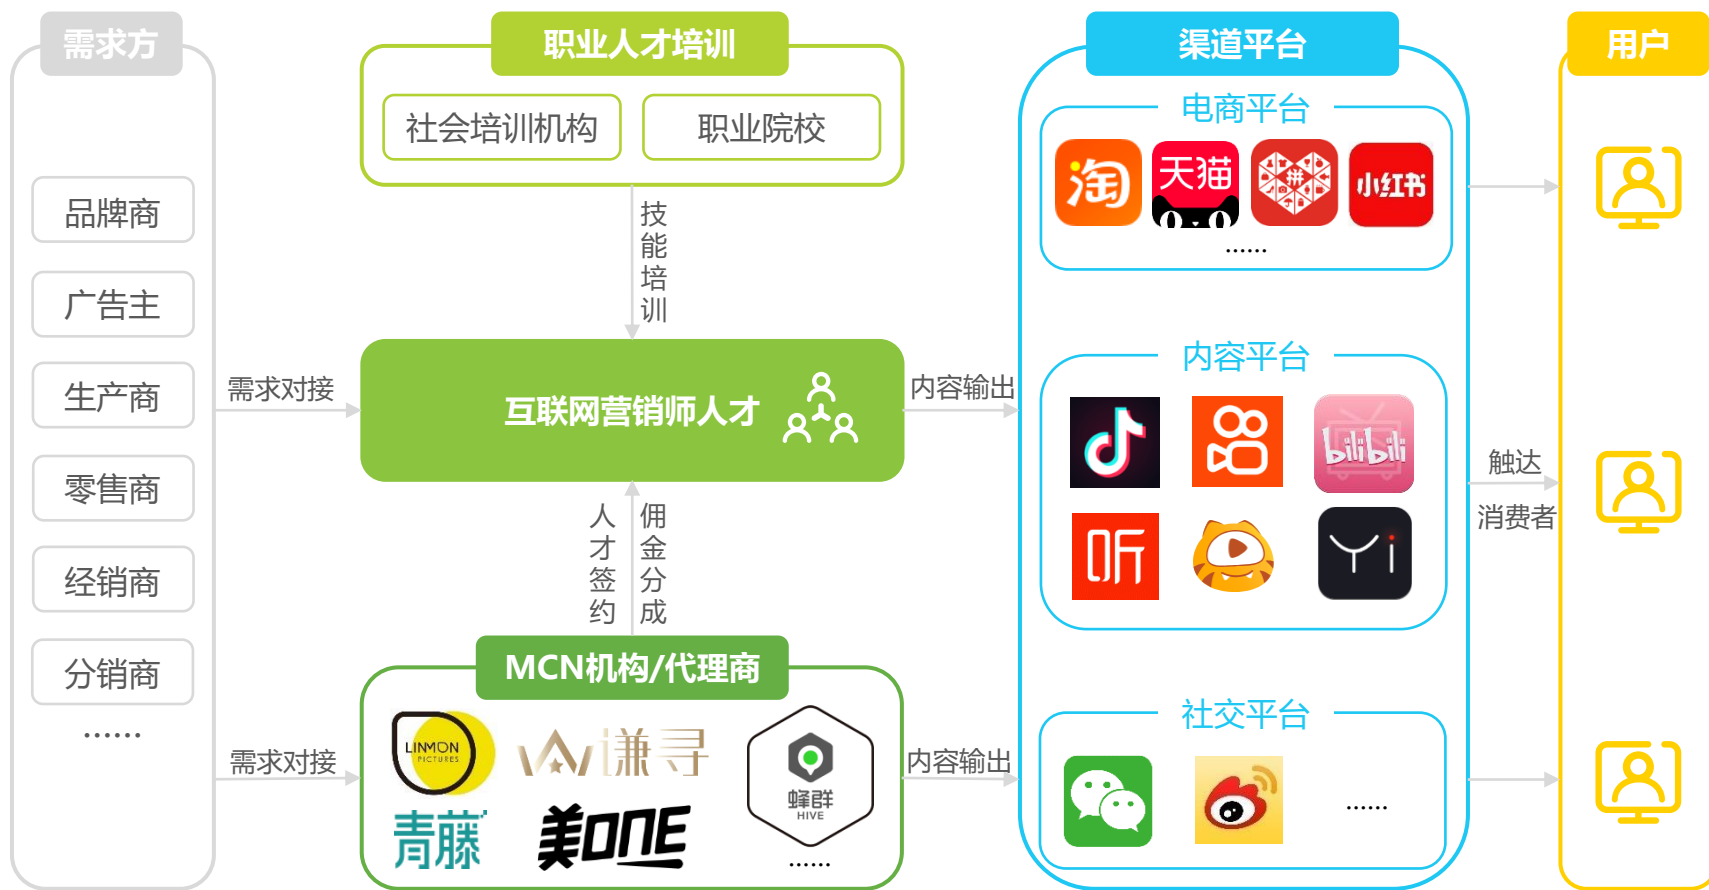 需求方
品牌商
广告主
生产商
零售商
经销商
分销商
......
需求对接
需求对接
职业人才培训
社会培训机构
职业院校
技能培训
互联网营销师人才
人才签约
佣金分成
MCN机构/代理商
LINMON
PICTURES
谦寻
蜂群
HIVE
青藤
美ONE
......
内容输出
内容输出
渠道平台
电商平台
淘
天猫
拼
小红书
......
内容平台
bilibili
听
Yi
社交平台
......
触达
消费者
用户